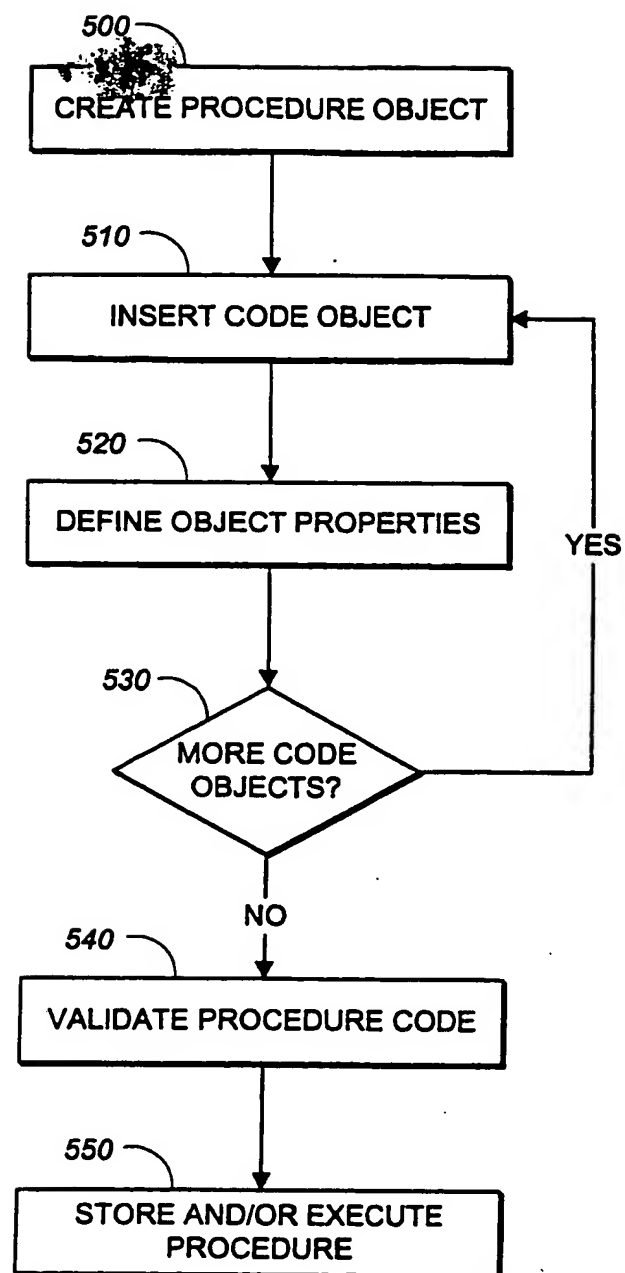 500
CREATE PROCEDURE OBJECT
510
INSERT CODE OBJECT
520
DEFINE OBJECT PROPERTIES
YES
530
MORE CODE
OBJECTS?
NO
540
VALIDATE PROCEDURE CODE
550
STORE AND/OR EXECUTE
PROCEDURE